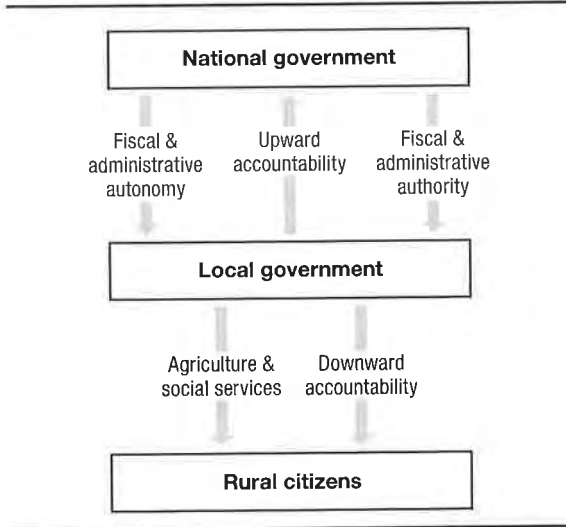 National government
Fiscal &
administrative
autonomy
Upward
accountability
Fiscal &
administrative
authority
Local government
Agriculture &
social services
Downward
accountability
Rural citizens